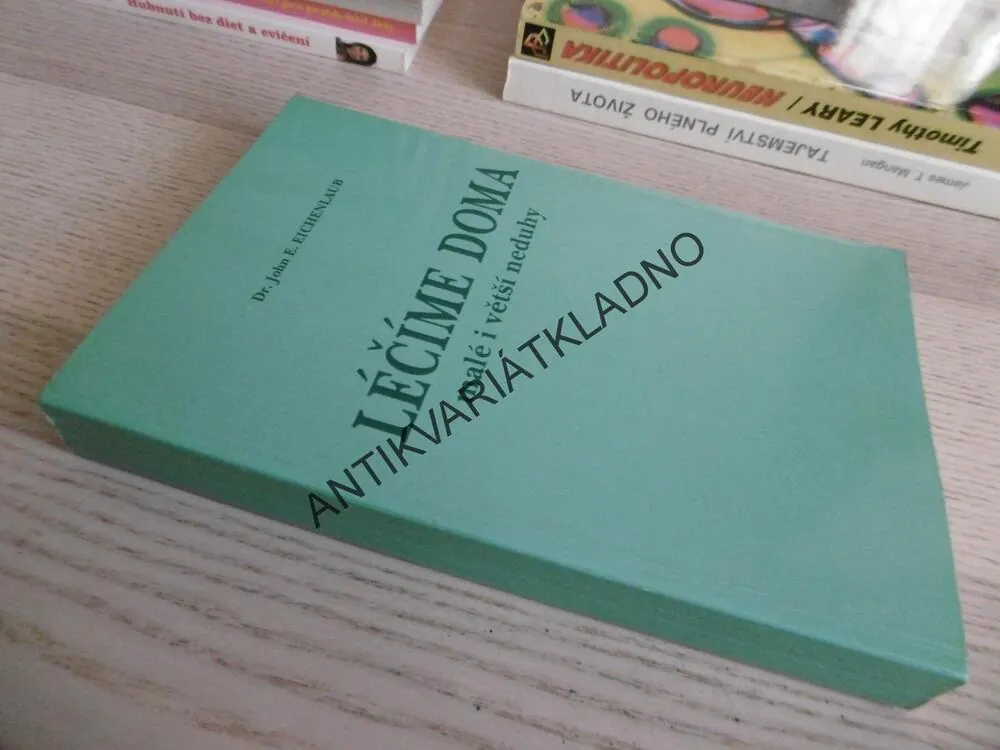 Hubnutí bez diet a cvičení
Timothy LEARY / NEUROPOLITIKA
James T. Mangan TAJEMSTVÍ PLNÉHO ŽIVOTA
Dr. John E. EICHENLAUB
LÉČÍME DOMA
malé i větší neduhy
ANTIKVARIÁTKLADNO